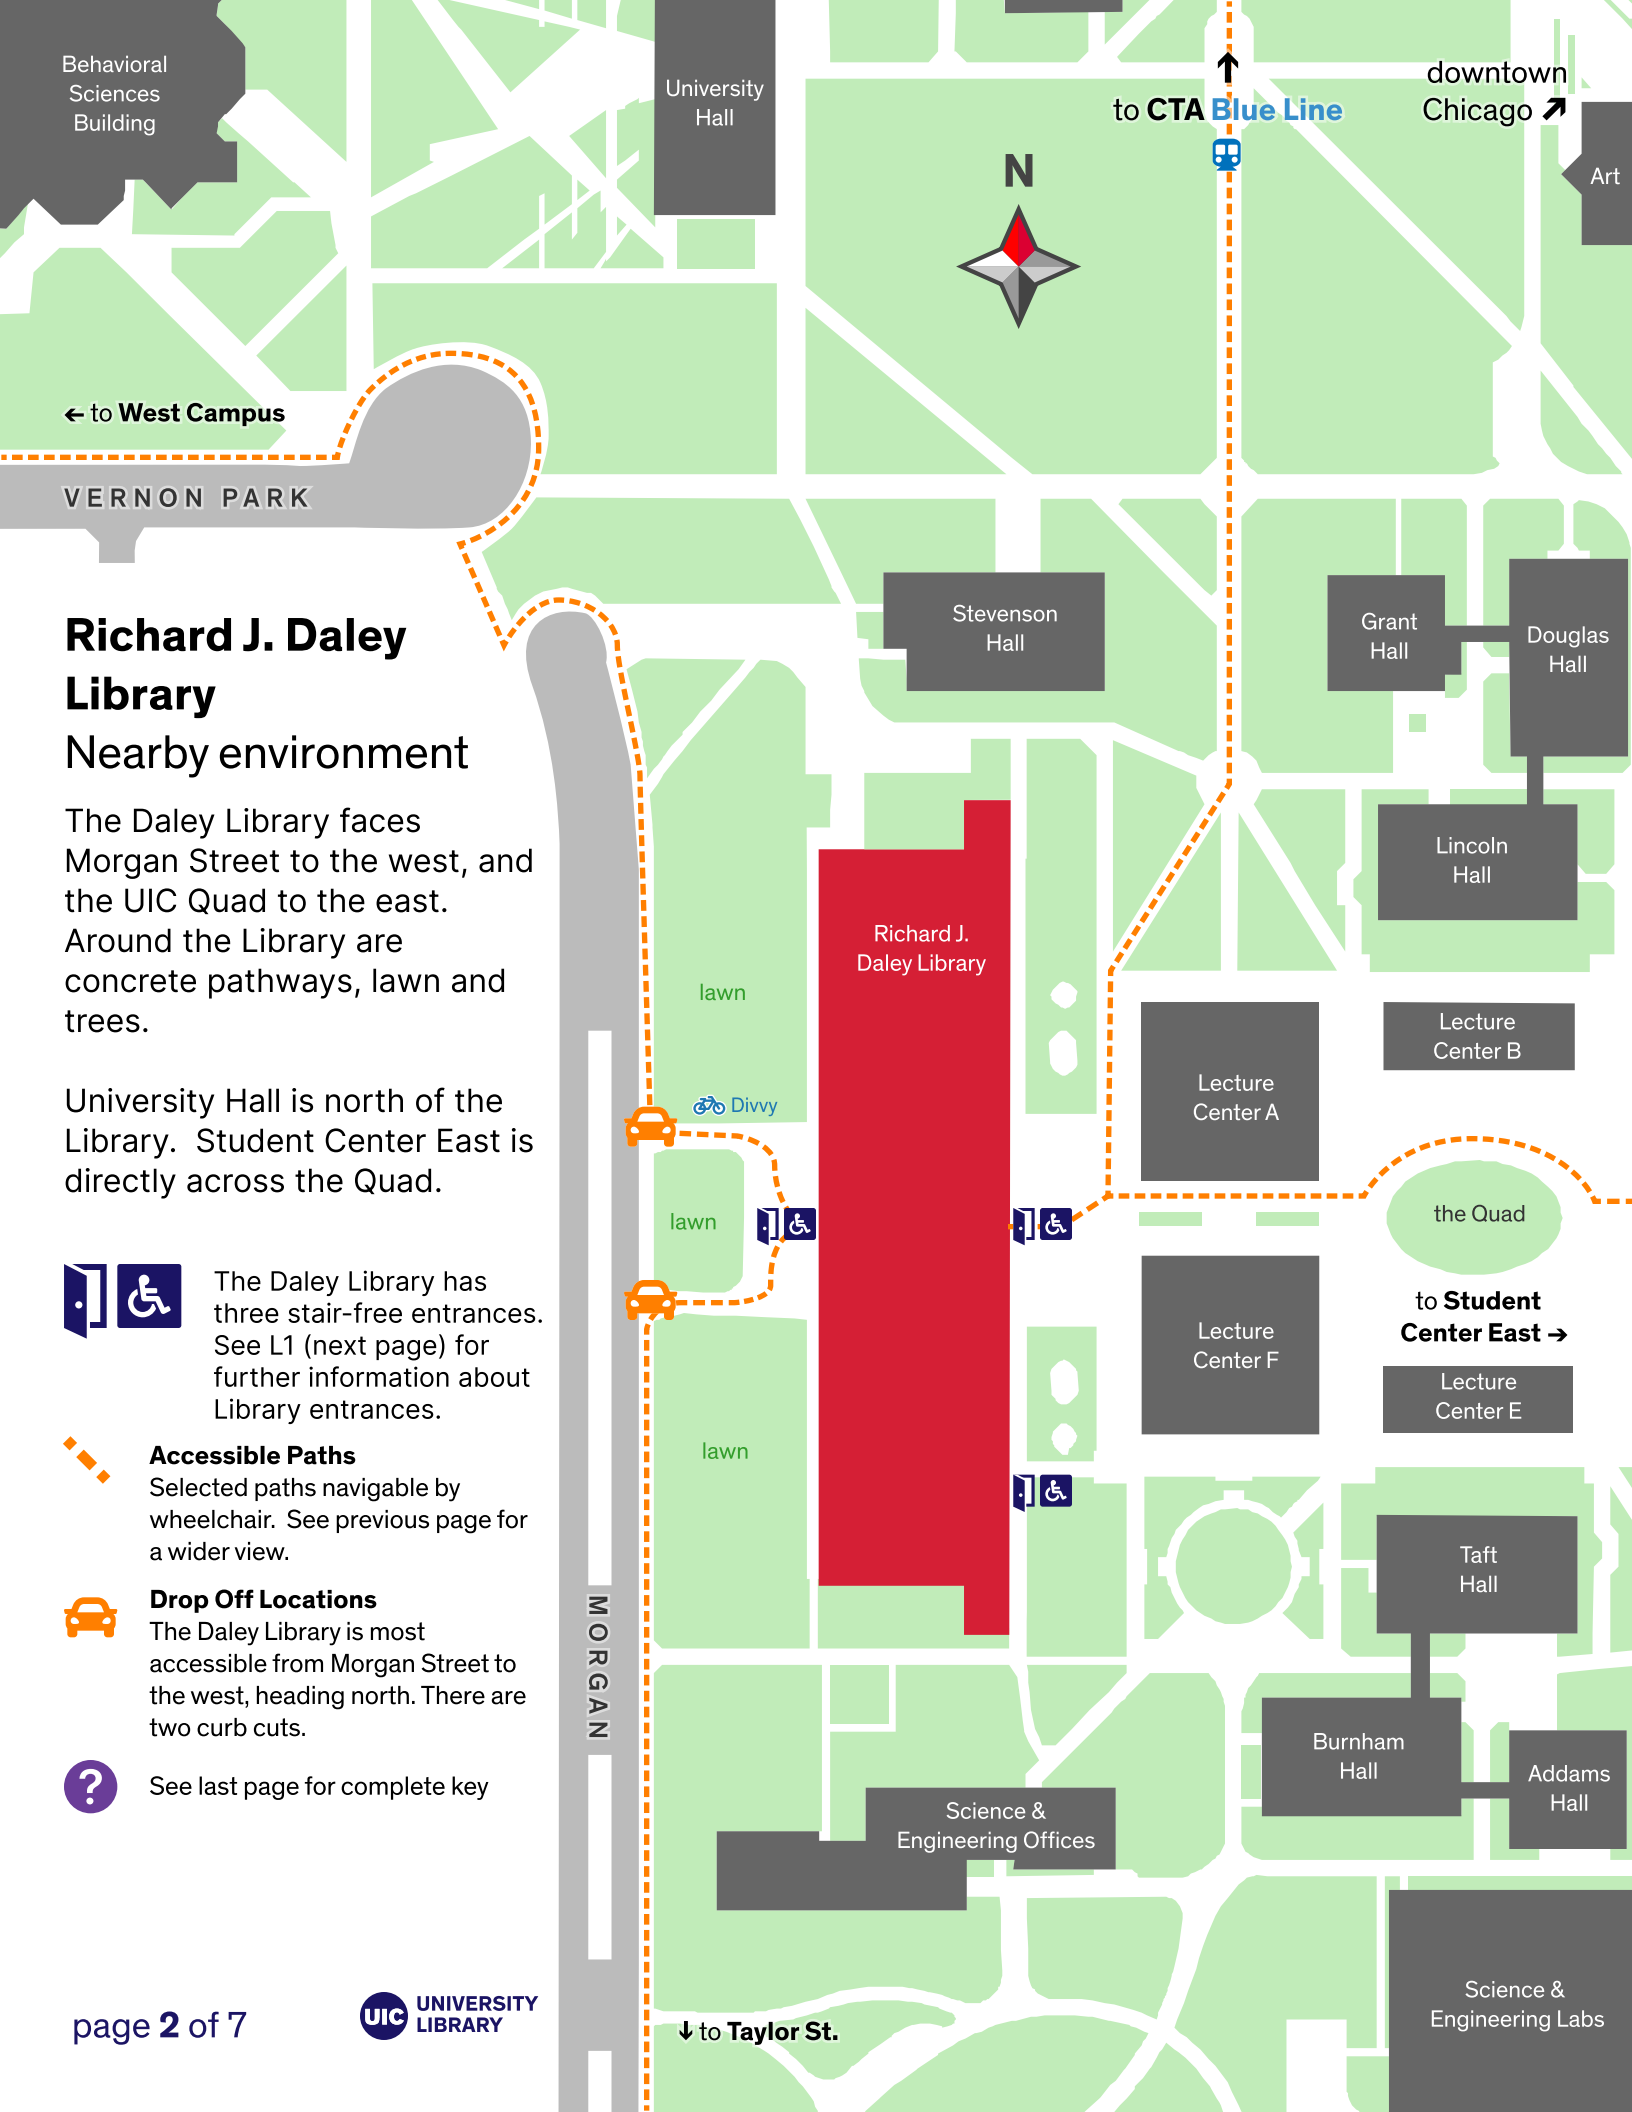 Behavioral
Sciences
Building
University
Hall
to CTA Blue Line
downtown
Chicago ↗
Art
N
← to West Campus
VERNON PARK
Richard J. Daley
Library
Nearby environment
The Daley Library faces
Morgan Street to the west, and
the UIC Quad to the east.
Around the Library are
concrete pathways, lawn and
trees.
University Hall is north of the
Library.  Student Center East is
directly across the Quad.
The Daley Library has
three stair-free entrances.
See L1 (next page) for
further information about
Library entrances.
Accessible Paths
Selected paths navigable by
wheelchair.  See previous page for
a wider view.
Drop Off Locations
The Daley Library is most
accessible from Morgan Street to
the west, heading north. There are
two curb cuts.
?
See last page for complete key
page 2 of 7
UIC
UNIVERSITY
LIBRARY
Stevenson
Hall
Grant
Hall
Douglas
Hall
Lincoln
Hall
Richard J.
Daley Library
lawn
Divvy
lawn
lawn
MORGAN
Lecture
Center A
Lecture
Center B
the Quad
to Student
Center East →
Lecture
Center F
Lecture
Center E
Taft
Hall
Burnham
Hall
Addams
Hall
Science &
Engineering Offices
Science &
Engineering Labs
↓ to Taylor St.